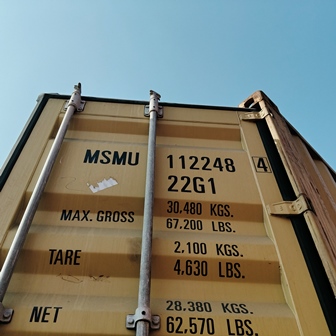 MSMU 112248 4
22G1
MAX. GROSS 30,480 KGS.
67,200 LBS.
TARE 2,100 KGS.
4,630 LBS.
NET 28,380 KGS.
62,570 LBS.